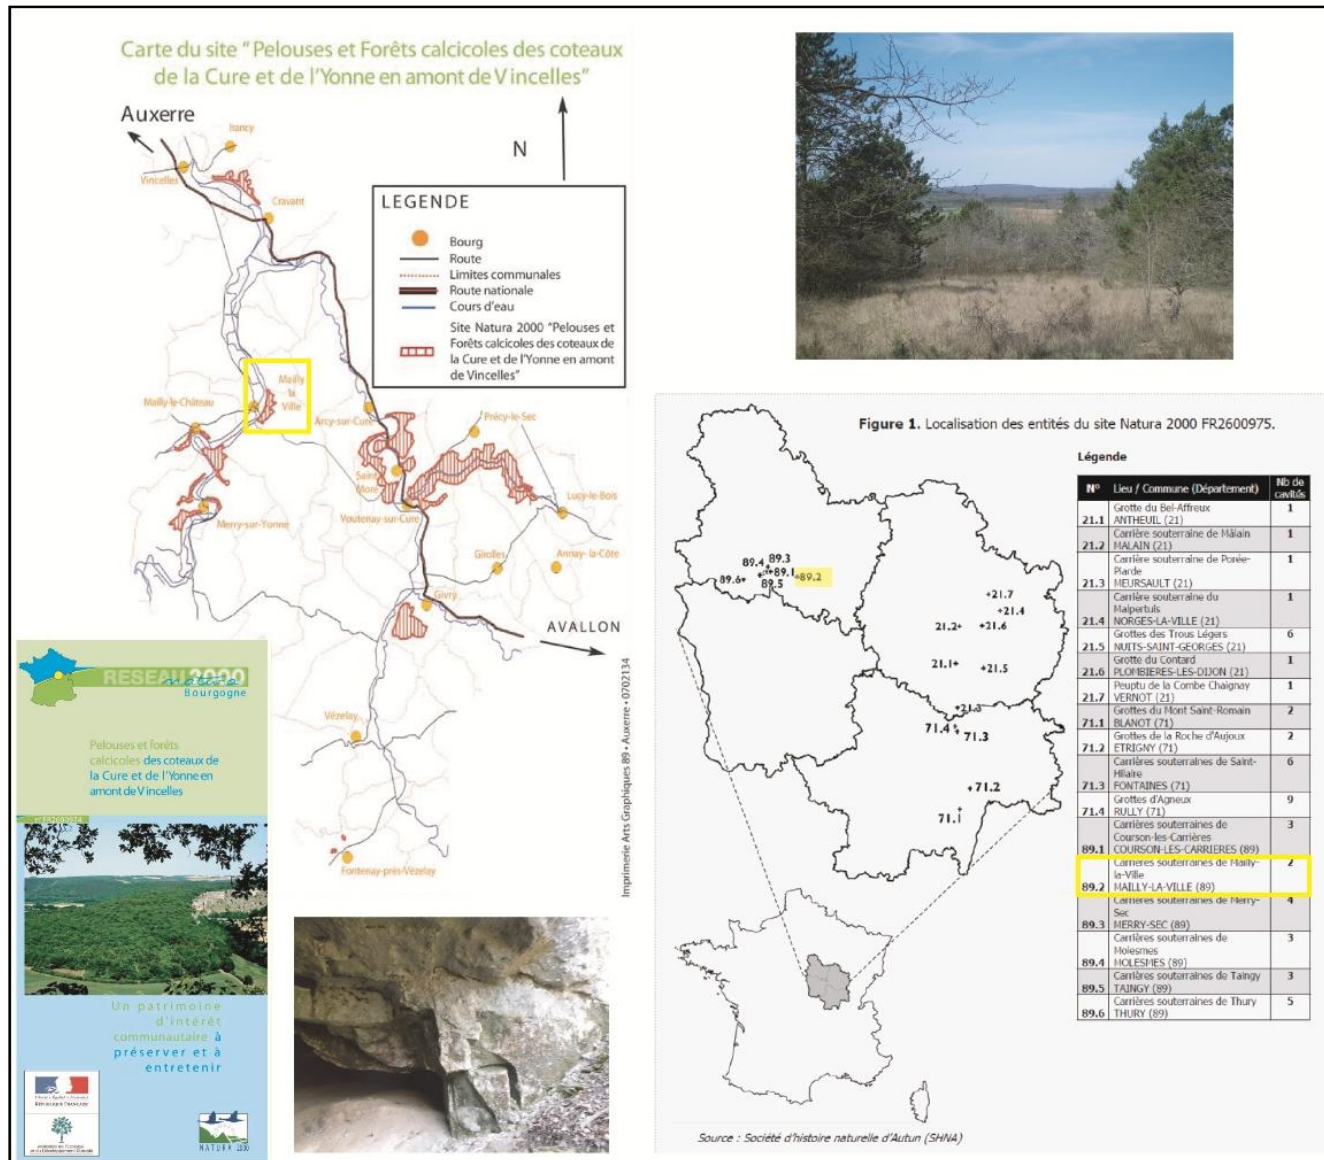 Carte du site "Pelouses et Forêts calcicoles des coteaux
de la Cure et de l'Yonne en amont de Vincelles"
Auxerre
N
Irancy
Vincelles
Cravant
LEGENDE
Bourg
Route
Limites communales
Route nationale
Cours d'eau
Site Natura 2000 "Pelouses et
Forêts calcicoles des coteaux de
la Cure et de l'Yonne en amont
de Vincelles"
Mailly
la
Ville
Mailly-le-Château
Arcy-sur-Cure
Précy-le-Sec
Saint
Moré
Lucy-le-Bois
Voutenay-sur-Cure
Merry-sur-Yonne
Girolles
Annay-la-Côte
Givry
AVALLON
Vézelay
Fontenay-près-Vézelay
Imprimerie Arts Graphiques 89 • Auxerre • 0702134
RESEAU 2000
natura
Bourgogne
Pelouses et forêts
calcicoles des coteaux de
la Cure et de l'Yonne en
amont de Vincelles
n°FR2600974
Un patrimoine
d'intérêt
communautaire à
préserver et à
entretenir
RÉPUBLIQUE FRANÇAISE
NATURA 2000
Figure 1. Localisation des entités du site Natura 2000 FR2600975.
89.4
89.3
89.1
89.2
89.6
89.5
21.7
21.4
21.2
21.6
21.1
21.5
21.3
71.4
71.3
71.2
71.1
Légende
N° Lieu / Commune (Département) Nb de
cavités
Grotte du Bel-Affreux 1
21.1 ANTHEUIL (21)
Carrière souterraine de Mâlain 1
21.2 MALAIN (21)
Carrière souterraine de Porée-
Piarde 1
21.3 MEURSAULT (21)
Carrière souterraine du
Malpertuis 1
21.4 NORGES-LA-VILLE (21)
Grottes des Trous Légers 6
21.5 NUITS-SAINT-GEORGES (21)
Grotte du Contard 1
21.6 PLOMBIERES-LES-DIJON (21)
Peuptu de la Combe Chaignay 1
21.7 VERNOT (21)
Grottes du Mont Saint-Romain 2
71.1 BLANOT (71)
Grottes de la Roche d'Aujoux 2
71.2 ETRIGNY (71)
Carrières souterraines de Saint-
Hilaire 6
71.3 FONTAINES (71)
Grottes d'Agneux 9
71.4 RULLY (71)
Carrières souterraines de
Courson-les-Carrières 3
89.1 COURSON-LES-CARRIERES (89)
Carrières souterraines de Mailly-
la-Ville 2
89.2 MAILLY-LA-VILLE (89)
Carrières souterraines de Merry-
Sec 4
89.3 MERRY-SEC (89)
Carrières souterraines de
Molesmes 3
89.4 MOLESMES (89)
Carrières souterraines de Taingy 3
89.5 TAINGY (89)
Carrières souterraines de Thury 5
89.6 THURY (89)
Source : Société d'histoire naturelle d'Autun (SHNA)